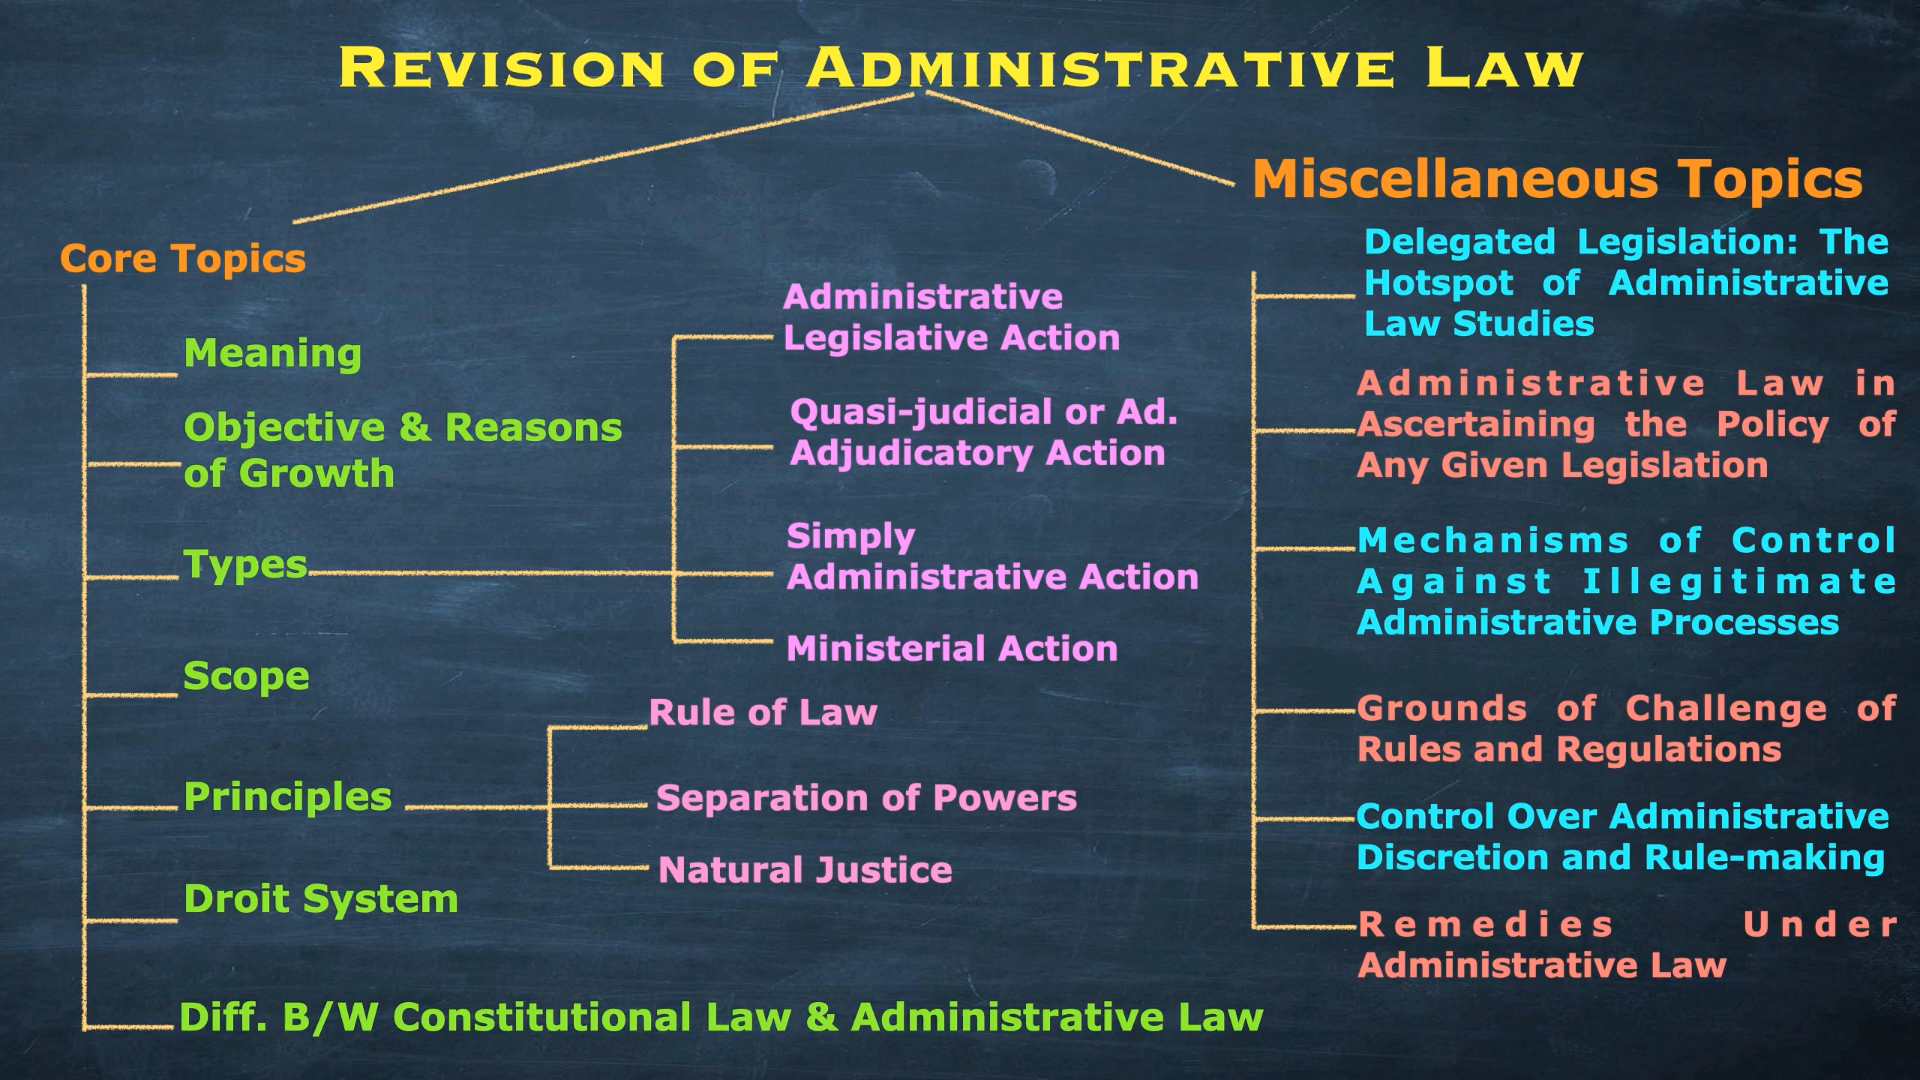 Revision of Administrative Law
Core Topics
Meaning
Objective & Reasons
of Growth
Types
Administrative
Legislative Action
Quasi-judicial or Ad.
Adjudicatory Action
Simply
Administrative Action
Ministerial Action
Scope
Principles
Rule of Law
Separation of Powers
Natural Justice
Droit System
Diff. B/W Constitutional Law & Administrative Law
Miscellaneous Topics
Delegated Legislation: The
Hotspot of Administrative
Law Studies
Administrative Law in
Ascertaining the Policy of
Any Given Legislation
Mechanisms of Control
Against Illegitimate
Administrative Processes
Grounds of Challenge of
Rules and Regulations
Control Over Administrative
Discretion and Rule-making
Remedies Under
Administrative Law